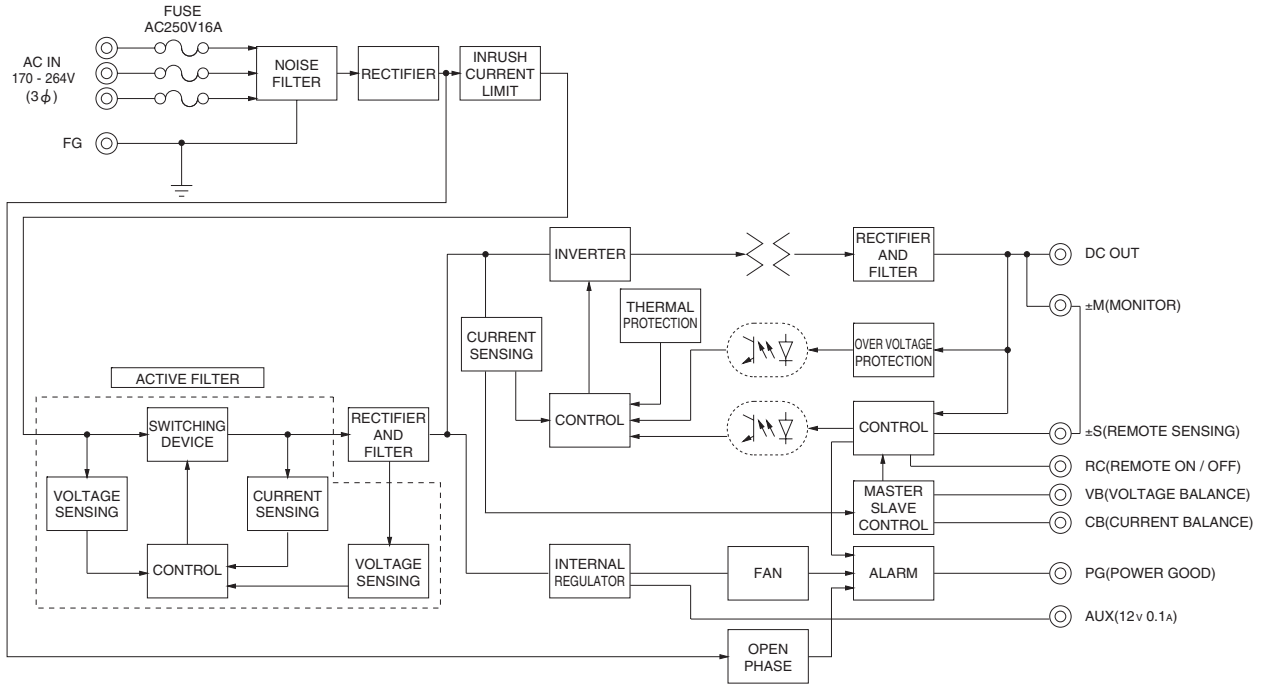 FUSE
AC250V16A
AC IN
170 - 264V
(3ϕ)
NOISE
FILTER
RECTIFIER
INRUSH
CURRENT
LIMIT
FG
INVERTER
RECTIFIER
AND
FILTER
DC OUT
THERMAL
PROTECTION
±M(MONITOR)
CURRENT
SENSING
OVER VOLTAGE
PROTECTION
ACTIVE FILTER
SWITCHING
DEVICE
RECTIFIER
AND
FILTER
CONTROL
CONTROL
±S(REMOTE SENSING)
RC(REMOTE ON / OFF)
VOLTAGE
SENSING
CURRENT
SENSING
MASTER
SLAVE
CONTROL
VB(VOLTAGE BALANCE)
CB(CURRENT BALANCE)
CONTROL
VOLTAGE
SENSING
INTERNAL
REGULATOR
FAN
ALARM
PG(POWER GOOD)
AUX(12V 0.1A)
OPEN
PHASE